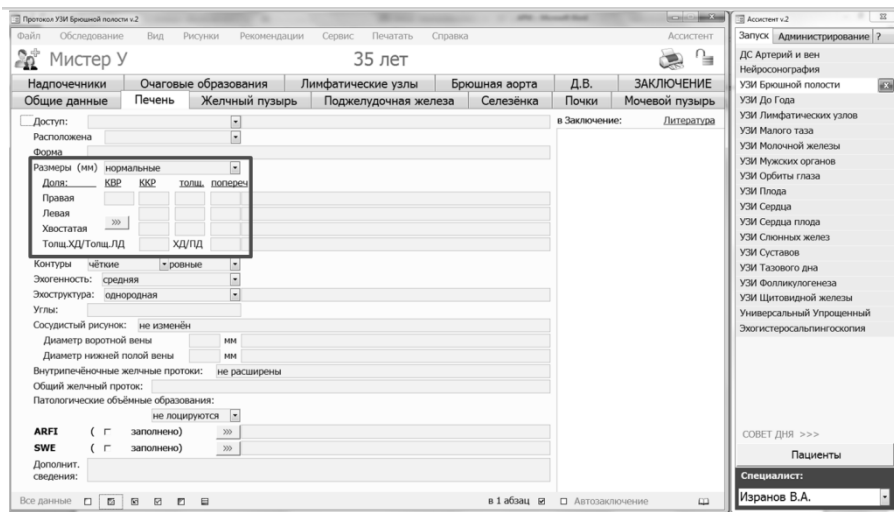 Протокол УЗИ Брюшной полости v.2
Файл Обследование Вид Рисунки Рекомендации Сервис Печатать Справка Ассистент
Мистер У 35 лет
Надпочечники Очаговые образования Лимфатические узлы Брюшная аорта Д.В. ЗАКЛЮЧЕНИЕ
Общие данные Печень Желчный пузырь Поджелудочная железа Селезёнка Почки Мочевой пузырь
Доступ: в Заключение: Литература
Расположена
Форма
Размеры (мм) нормальные
Доля: КВР ККР толщ. попереч
Правая
Левая
>>>
Хвостатая
Толщ.ХД/Толщ.ЛД ХД/ПД
Контуры чёткие ровные
Эхогенность: средняя
Эхоструктура: однородная
Углы:
Сосудистый рисунок: не изменён
Диаметр воротной вены мм
Диаметр нижней полой вены мм
Внутрипечёночные желчные протоки: не расширены
Общий желчный проток:
Патологические объёмные образования:
не лоцируются
ARFI ( заполнено) >>>
SWE ( заполнено) >>>
Дополнит.
сведения:
Все данные в 1 абзац Автозаключение
Ассистент v.2
Запуск Администрирование ?
ДС Артерий и вен
Нейросонография
УЗИ Брюшной полости
УЗИ До Года
УЗИ Лимфатических узлов
УЗИ Малого таза
УЗИ Молочной железы
УЗИ Мужских органов
УЗИ Орбиты глаза
УЗИ Плода
УЗИ Сердца
УЗИ Сердца плода
УЗИ Слюнных желез
УЗИ Суставов
УЗИ Тазового дна
УЗИ Фолликулогенеза
УЗИ Щитовидной железы
Универсальный Упрощенный
Эхогистеросальпингоскопия
СОВЕТ ДНЯ >>>
Пациенты
Специалист:
Изранов В.А.